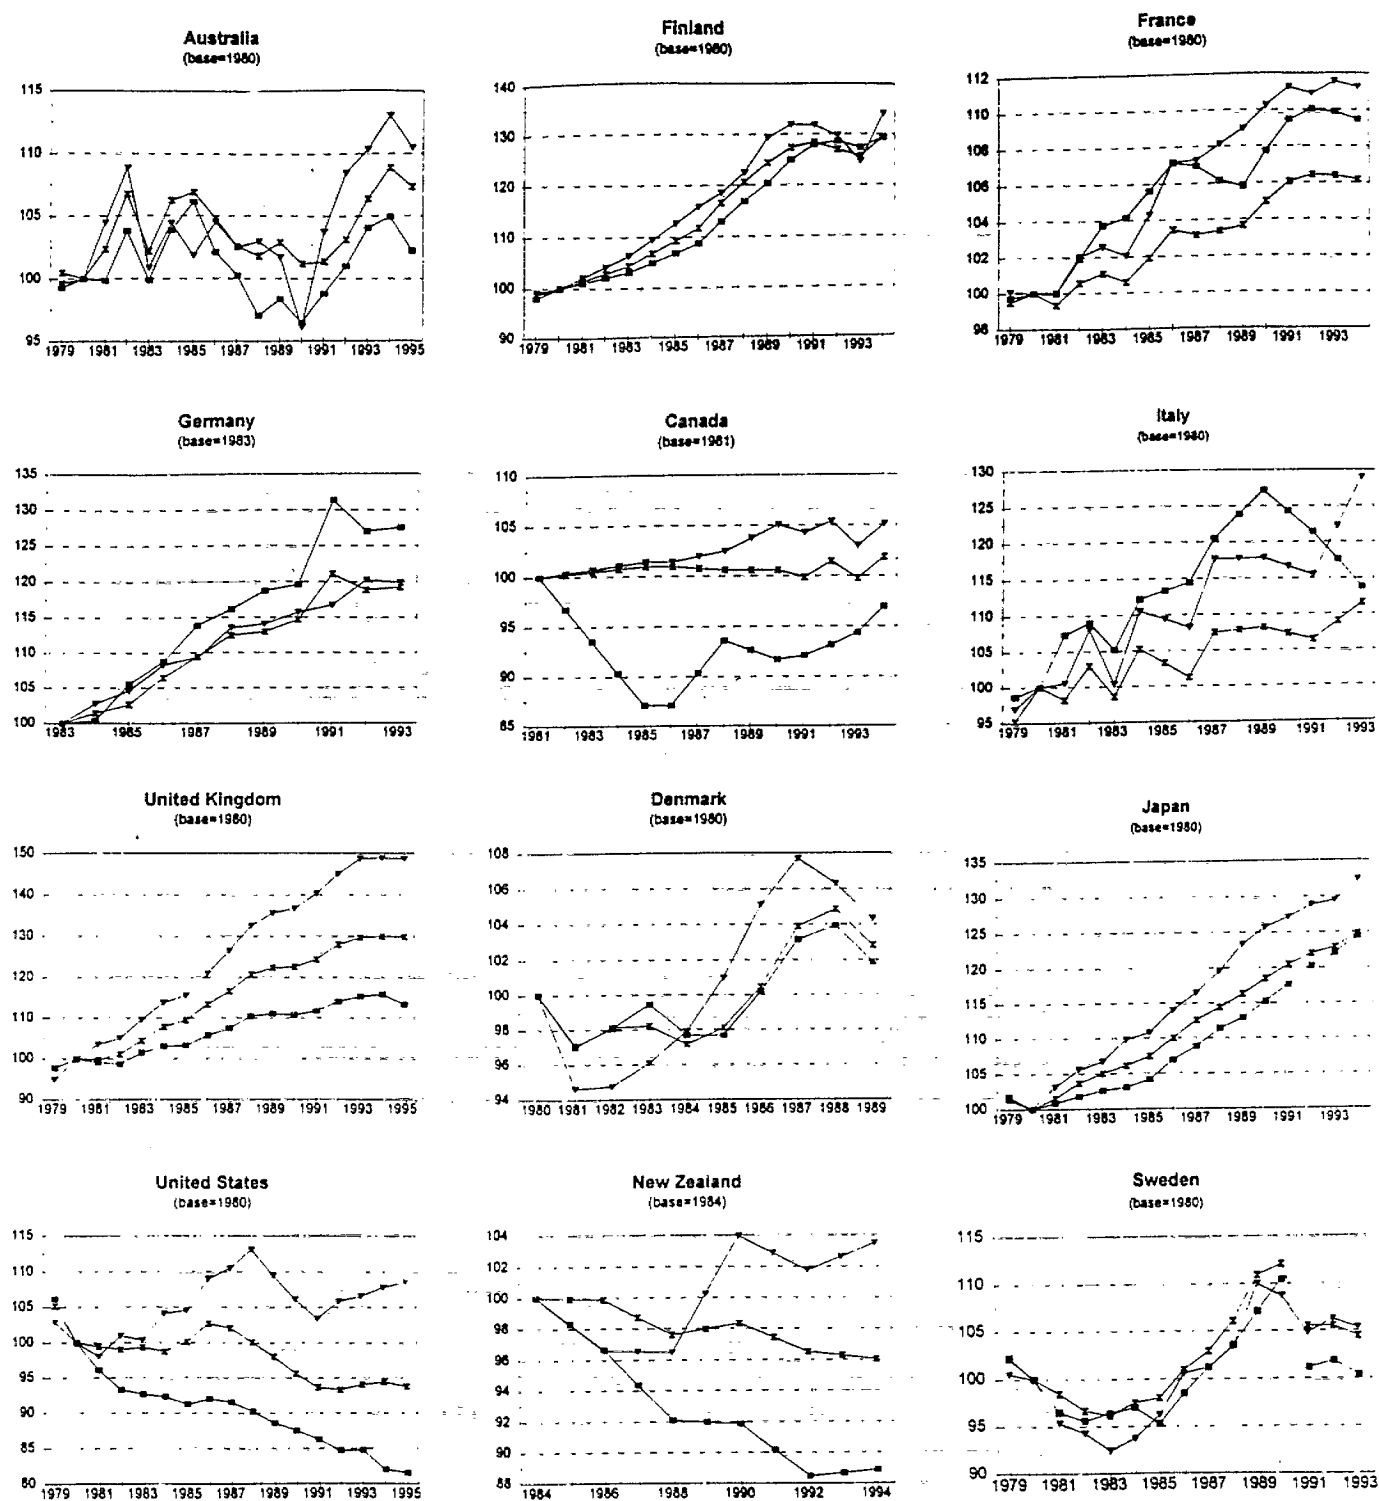 Australia
(base=1980)
115
110
105
100
95
1979 1981 1983 1985 1987 1989 1991 1993 1995
Finland
(base=1980)
140
130
120
110
100
90
1979 1981 1983 1985 1987 1989 1991 1993
France
(base=1980)
112
110
108
106
104
102
100
98
1979 1981 1983 1985 1987 1989 1991 1993
Germany
(base=1983)
135
130
125
120
115
110
105
100
1983 1985 1987 1989 1991 1993
Canada
(base=1981)
110
105
100
95
90
85
1981 1983 1985 1987 1989 1991 1993
Italy
(base=1980)
130
125
120
115
110
105
100
95
1979 1981 1983 1985 1987 1989 1991 1993
United Kingdom
(base=1980)
150
140
130
120
110
100
90
1979 1981 1983 1985 1987 1989 1991 1993 1995
Denmark
(base=1980)
108
106
104
102
100
98
96
94
1980 1981 1982 1983 1984 1985 1986 1987 1988 1989
Japan
(base=1980)
135
130
125
120
115
110
105
100
1979 1981 1983 1985 1987 1989 1991 1993
United States
(base=1980)
115
110
105
100
95
90
85
80
1979 1981 1983 1985 1987 1989 1991 1993 1995
New Zealand
(base=1984)
104
102
100
98
96
94
92
90
88
1984 1986 1988 1990 1992 1994
Sweden
(base=1980)
115
110
105
100
95
90
1979 1981 1983 1985 1987 1989 1991 1993